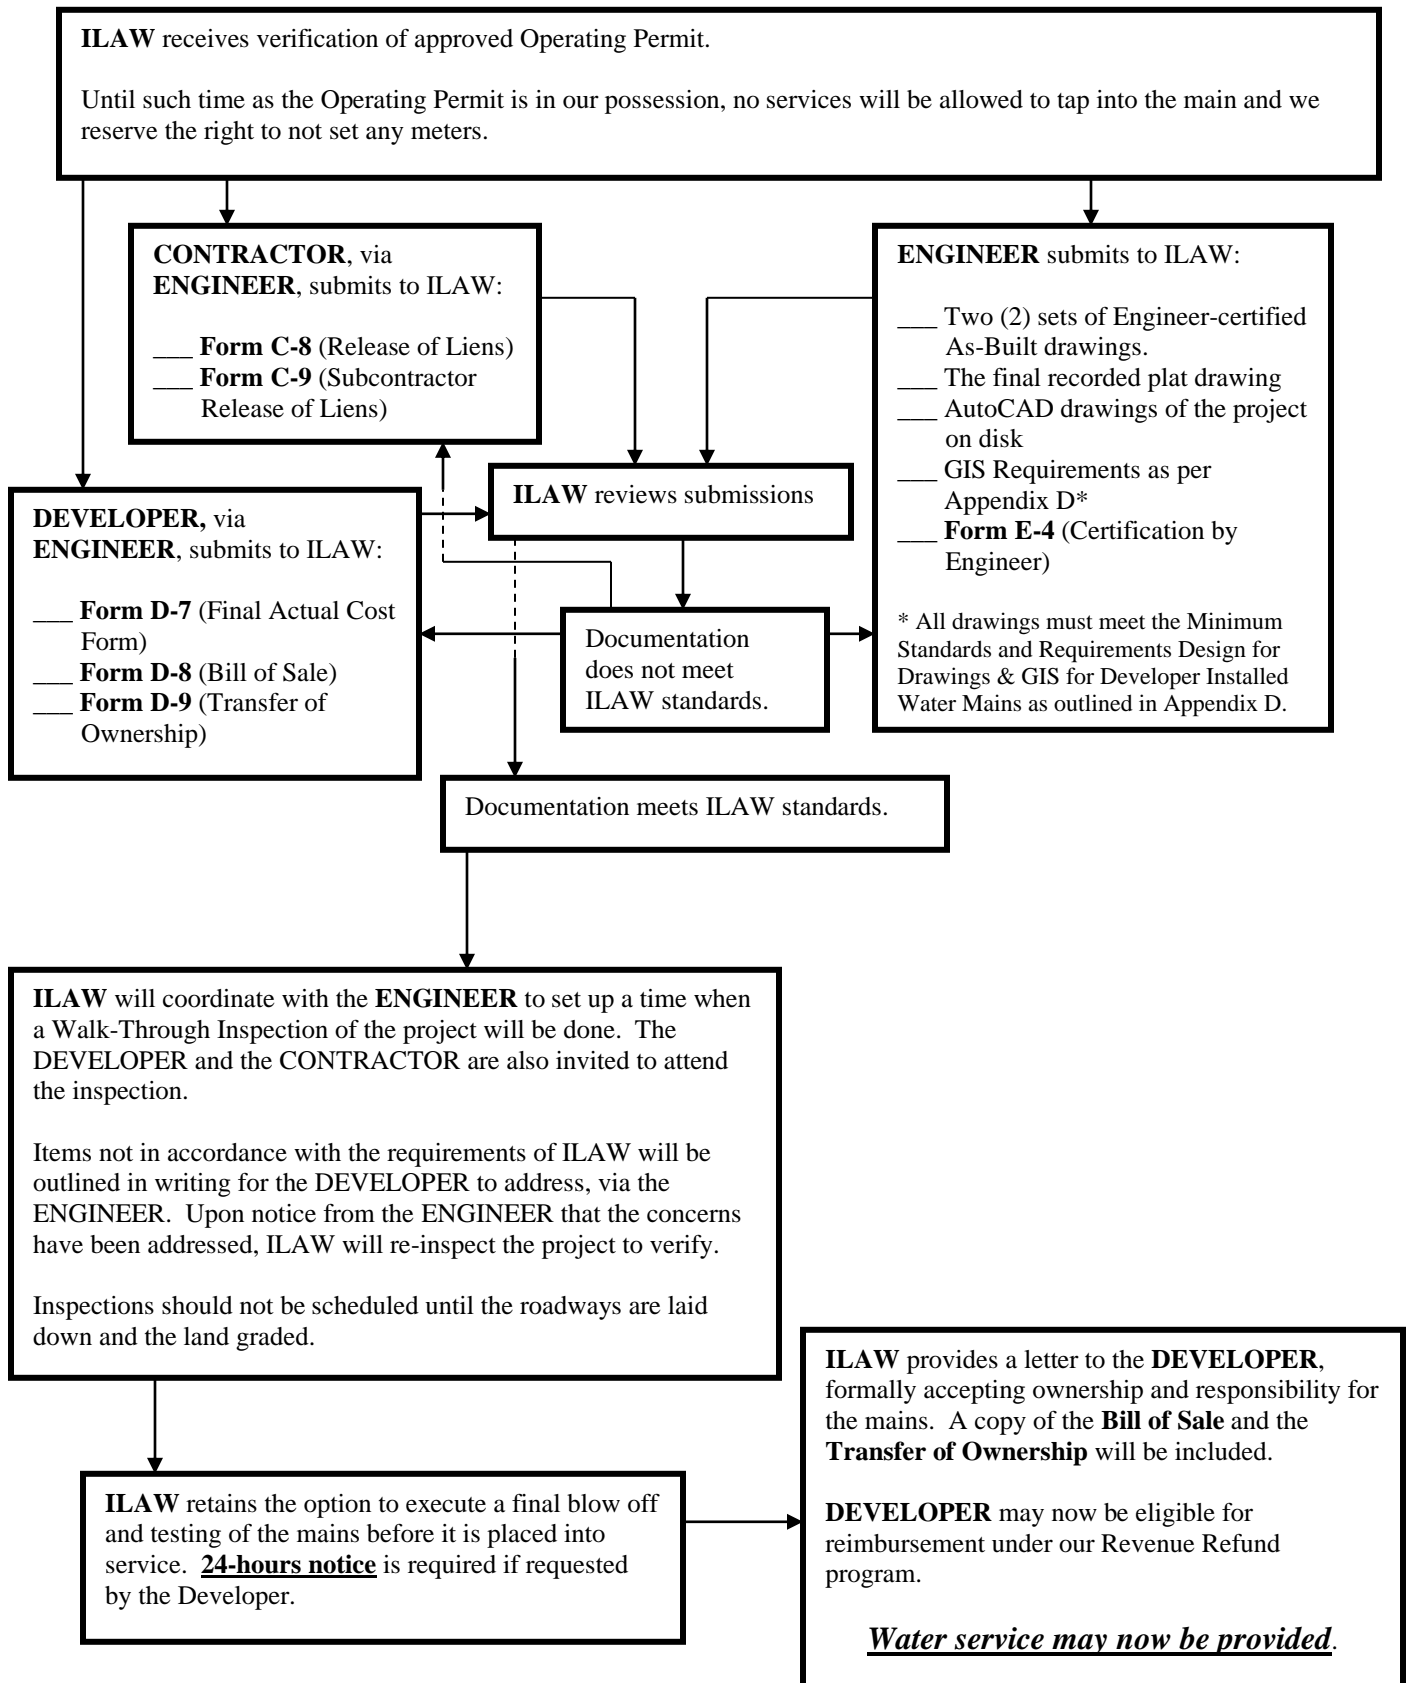 ILAW receives verification of approved Operating Permit.
Until such time as the Operating Permit is in our possession, no services will be allowed to tap into the main and we
reserve the right to not set any meters.
CONTRACTOR, via
ENGINEER, submits to ILAW:
___ Form C-8 (Release of Liens)
___ Form C-9 (Subcontractor
Release of Liens)
ENGINEER submits to ILAW:
___ Two (2) sets of Engineer-certified
As-Built drawings.
___ The final recorded plat drawing
___ AutoCAD drawings of the project
on disk
___ GIS Requirements as per
Appendix D*
___ Form E-4 (Certification by
Engineer)
* All drawings must meet the Minimum
Standards and Requirements Design for
Drawings & GIS for Developer Installed
Water Mains as outlined in Appendix D.
ILAW reviews submissions
DEVELOPER, via
ENGINEER, submits to ILAW:
___ Form D-7 (Final Actual Cost
Form)
___ Form D-8 (Bill of Sale)
___ Form D-9 (Transfer of
Ownership)
Documentation
does not meet
ILAW standards.
Documentation meets ILAW standards.
ILAW will coordinate with the ENGINEER to set up a time when
a Walk-Through Inspection of the project will be done.  The
DEVELOPER and the CONTRACTOR are also invited to attend
the inspection.
Items not in accordance with the requirements of ILAW will be
outlined in writing for the DEVELOPER to address, via the
ENGINEER.  Upon notice from the ENGINEER that the concerns
have been addressed, ILAW will re-inspect the project to verify.
Inspections should not be scheduled until the roadways are laid
down and the land graded.
ILAW retains the option to execute a final blow off
and testing of the mains before it is placed into
service.  24-hours notice is required if requested
by the Developer.
ILAW provides a letter to the DEVELOPER,
formally accepting ownership and responsibility for
the mains.  A copy of the Bill of Sale and the
Transfer of Ownership will be included.
DEVELOPER may now be eligible for
reimbursement under our Revenue Refund
program.
Water service may now be provided.